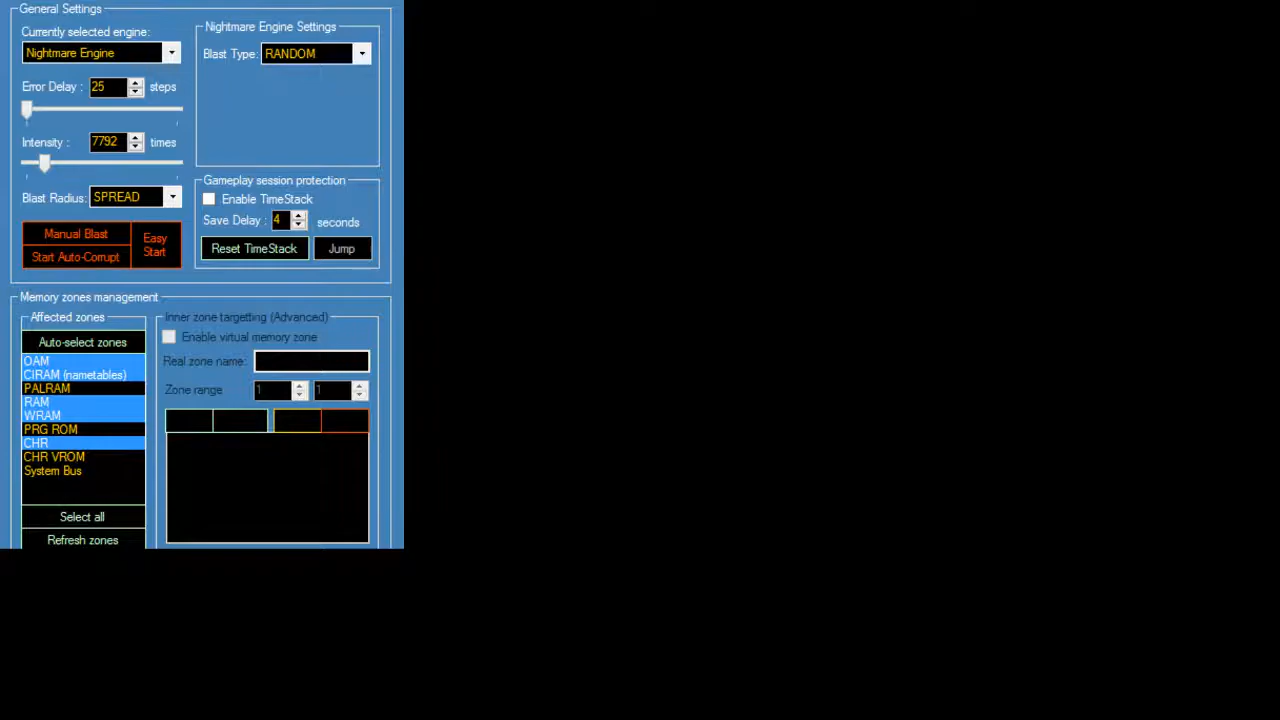 General Settings
Currently selected engine:
Nightmare Engine
Error Delay : 25 steps
Intensity : 7792 times
Blast Radius: SPREAD
Manual Blast
Start Auto-Corrupt
Easy
Start
Nightmare Engine Settings
Blast Type: RANDOM
Gameplay session protection
Enable TimeStack
Save Delay : 4 seconds
Reset TimeStack Jump
Memory zones management
Affected zones
Auto-select zones
OAM
CIRAM (nametables)
PALRAM
RAM
WRAM
PRG ROM
CHR
CHR VROM
System Bus
Select all
Refresh zones
Inner zone targetting (Advanced)
Enable virtual memory zone
Real zone name:
Zone range 1 1